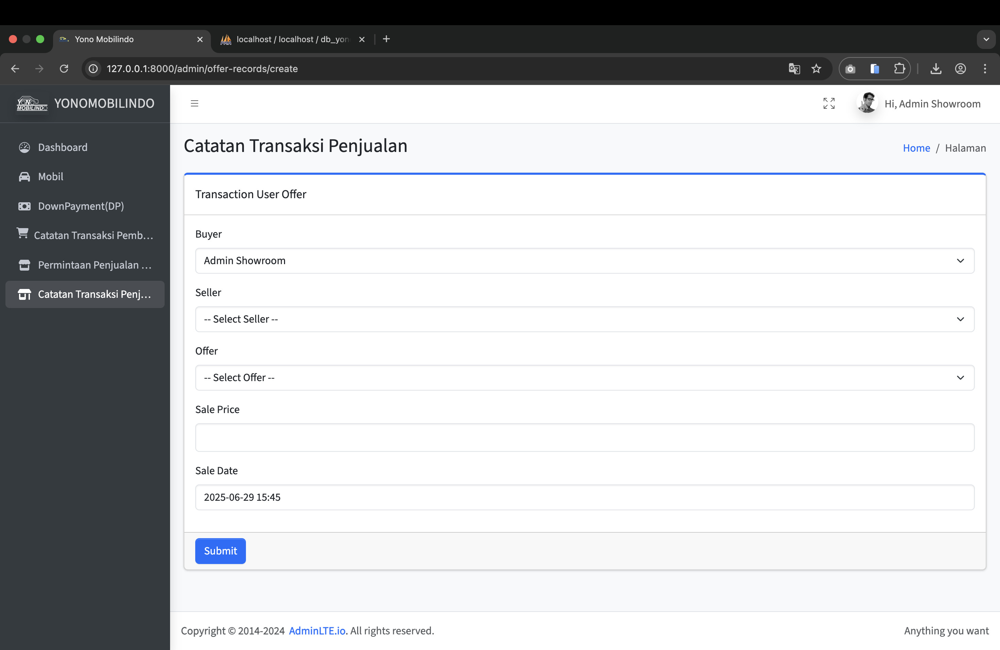 Yono Mobilindo
localhost / localhost / db_yon
127.0.0.1:8000/admin/offer-records/create
YONO
MOBILINDO
YONOMOBILINDO
Hi, Admin Showroom
Dashboard
Mobil
DownPayment(DP)
Catatan Transaksi Pemb...
Permintaan Penjualan ...
Catatan Transaksi Penj...
Catatan Transaksi Penjualan
Home / Halaman
Transaction User Offer
Buyer
Admin Showroom
Seller
-- Select Seller --
Offer
-- Select Offer --
Sale Price
Sale Date
2025-06-29 15:45
Submit
Copyright © 2014-2024 AdminLTE.io. All rights reserved.
Anything you want